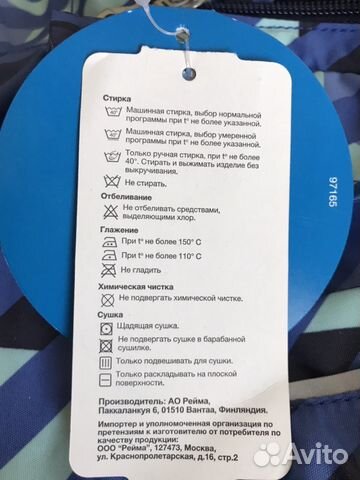 Стирка
Машинная стирка, выбор нормальной
программы при t° не более указанной.
Машинная стирка, выбор умеренной
программы при t° не более указанной.
Только ручная стирка, при t° не более
40°. Стирать и выжимать изделие без
выкручивания.
Не стирать.
Отбеливание
Не отбеливать средствами,
выделяющими хлор.
Глажение
При t° не более 150° С
При t° не более 110° С
Не гладить
Химическая чистка
Не подвергать химической чистке.
Сушка
Щадящая сушка.
Не подвергать сушке в барабанной
сушилке.
Только подвешивать для сушки.
Только раскладывать на плоской
поверхности.
Производитель: АО Рейма,
Паккаланкуя 6, 01510 Вантаа, Финляндия.
Импортер и уполномоченная организация по
претензиям к изготовителю от потребителя по
качеству продукции:
ООО "Рейма", 127473, Москва,
ул. Краснопролетарская, д.16, стр.2
97165
Avito